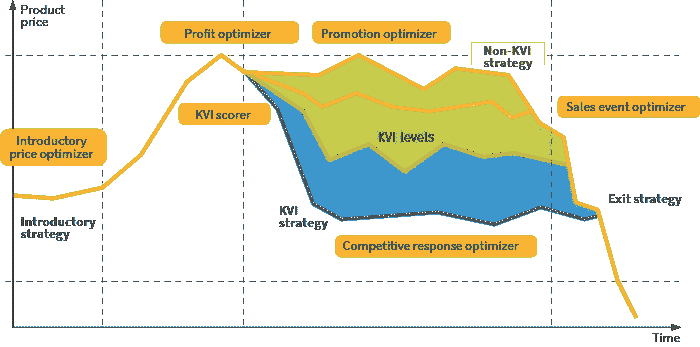 Product
price
Profit optimizer
Promotion optimizer
Non-KVI
strategy
KVI scorer
Sales event optimizer
Introductory
price optimizer
KVI levels
Introductory
strategy
KVI
strategy
Exit strategy
Competitive response optimizer
Time